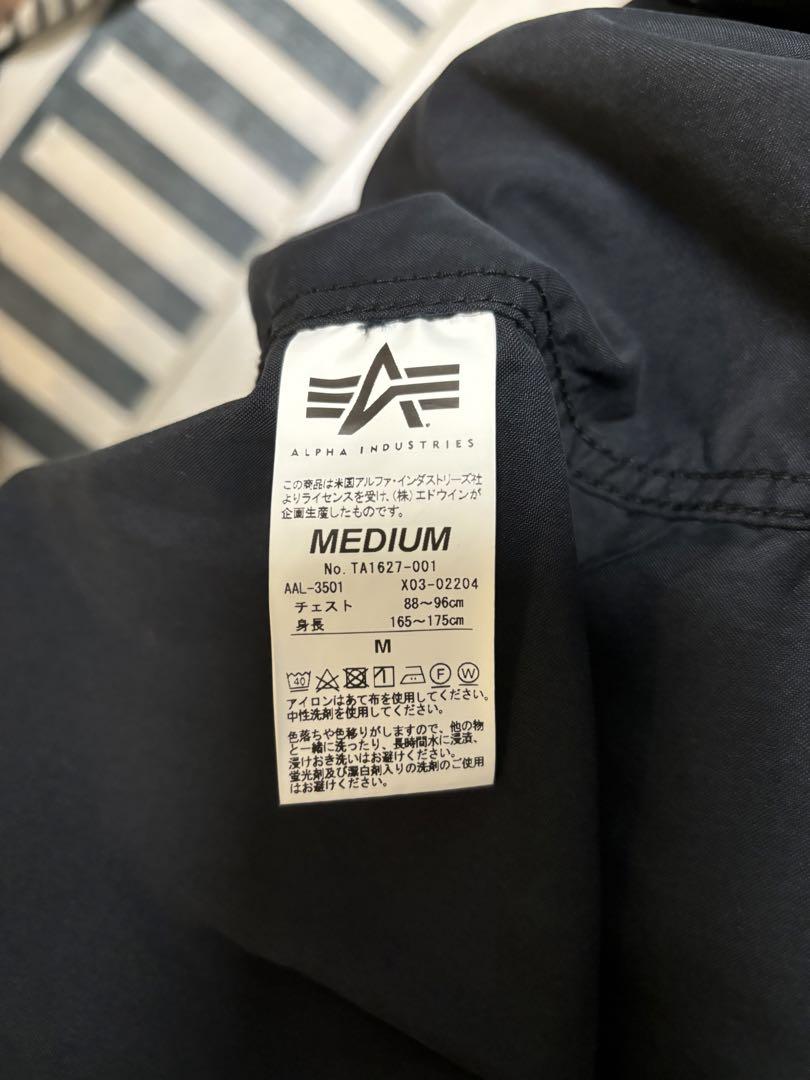 ALPHA INDUSTRIES
この商品は米国アルファ・インダストリーズ社
よりライセンスを受け、(株)エドウインが
企画生産したものです。
MEDIUM
No. TA1627-001
AAL-3501 X03-02204
チェスト 88～96cm
身長 165～175cm
M
40 F W
アイロンはあて布を使用してください。
中性洗剤を使用してください。
色落ちや色移りがしますので、他の物
と一緒に洗ったり、長時間水に浸漬、
浸けおき洗いはお避けください。
蛍光剤及び漂白剤入りの洗剤のご使用
はお避けください。